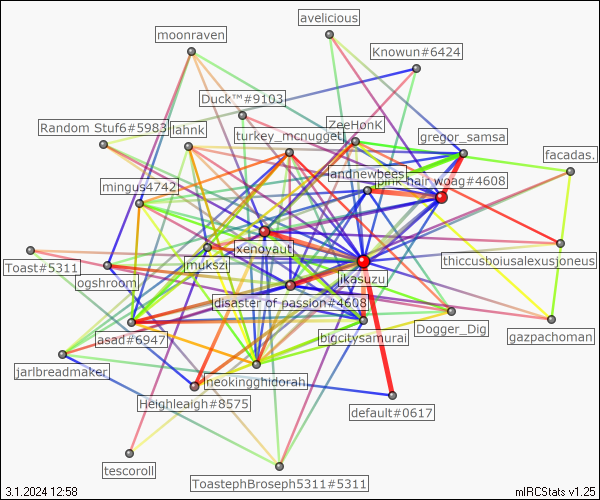 avelicious
moonraven
Knowun#6424
Duck™#9103
ZeeHonk
Random Stuf6#5983
lahnk
turkey_mcnugget
gregor_samsa
facadas.
landnewbees
pink hair woag#4608
mingus4742
xenoyaut
thiccusboiusalexusjoneus
Toast#5311
mukszi
ogshroom
jkasuzu
disaster of passion#4608
asad#6947
bigcitysamurai
Dogger_Dig
gazpachoman
jarlbreadmaker
neokingghidorah
Heighleaigh#8575
default#0617
tescoroll
ToastephBroseph5311#5311
3.1.2024 12:58
mIRCStats v1.25